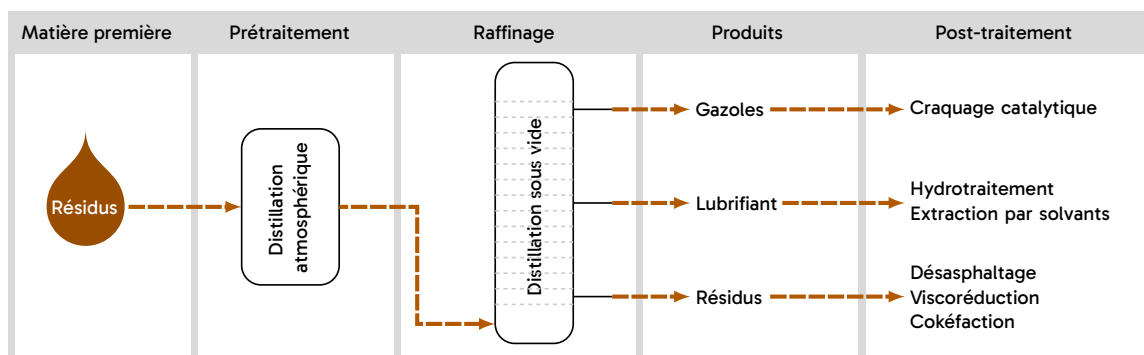 Matière première
Prétraitement
Raffinage
Produits
Post-traitement
Résidus
Distillation
atmosphérique
Distillation sous vide
Gazoles
Craquage catalytique
Lubrifiant
Hydrotraitement
Extraction par solvants
Résidus
Désasphaltage
Viscoréduction
Cokéfaction